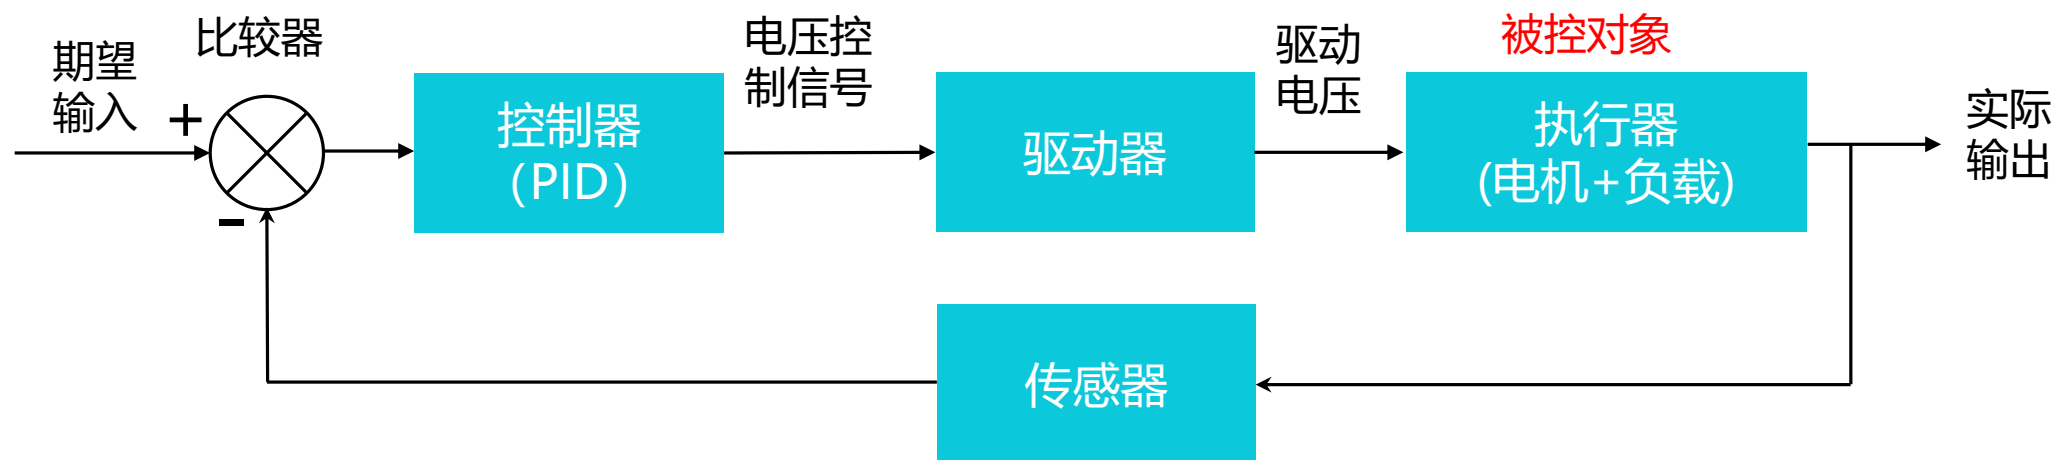 期望
输入
+
比较器
-
控制器
（PID）
电压控
制信号
驱动器
驱动
电压
被控对象
执行器
(电机+负载)
实际
输出
传感器